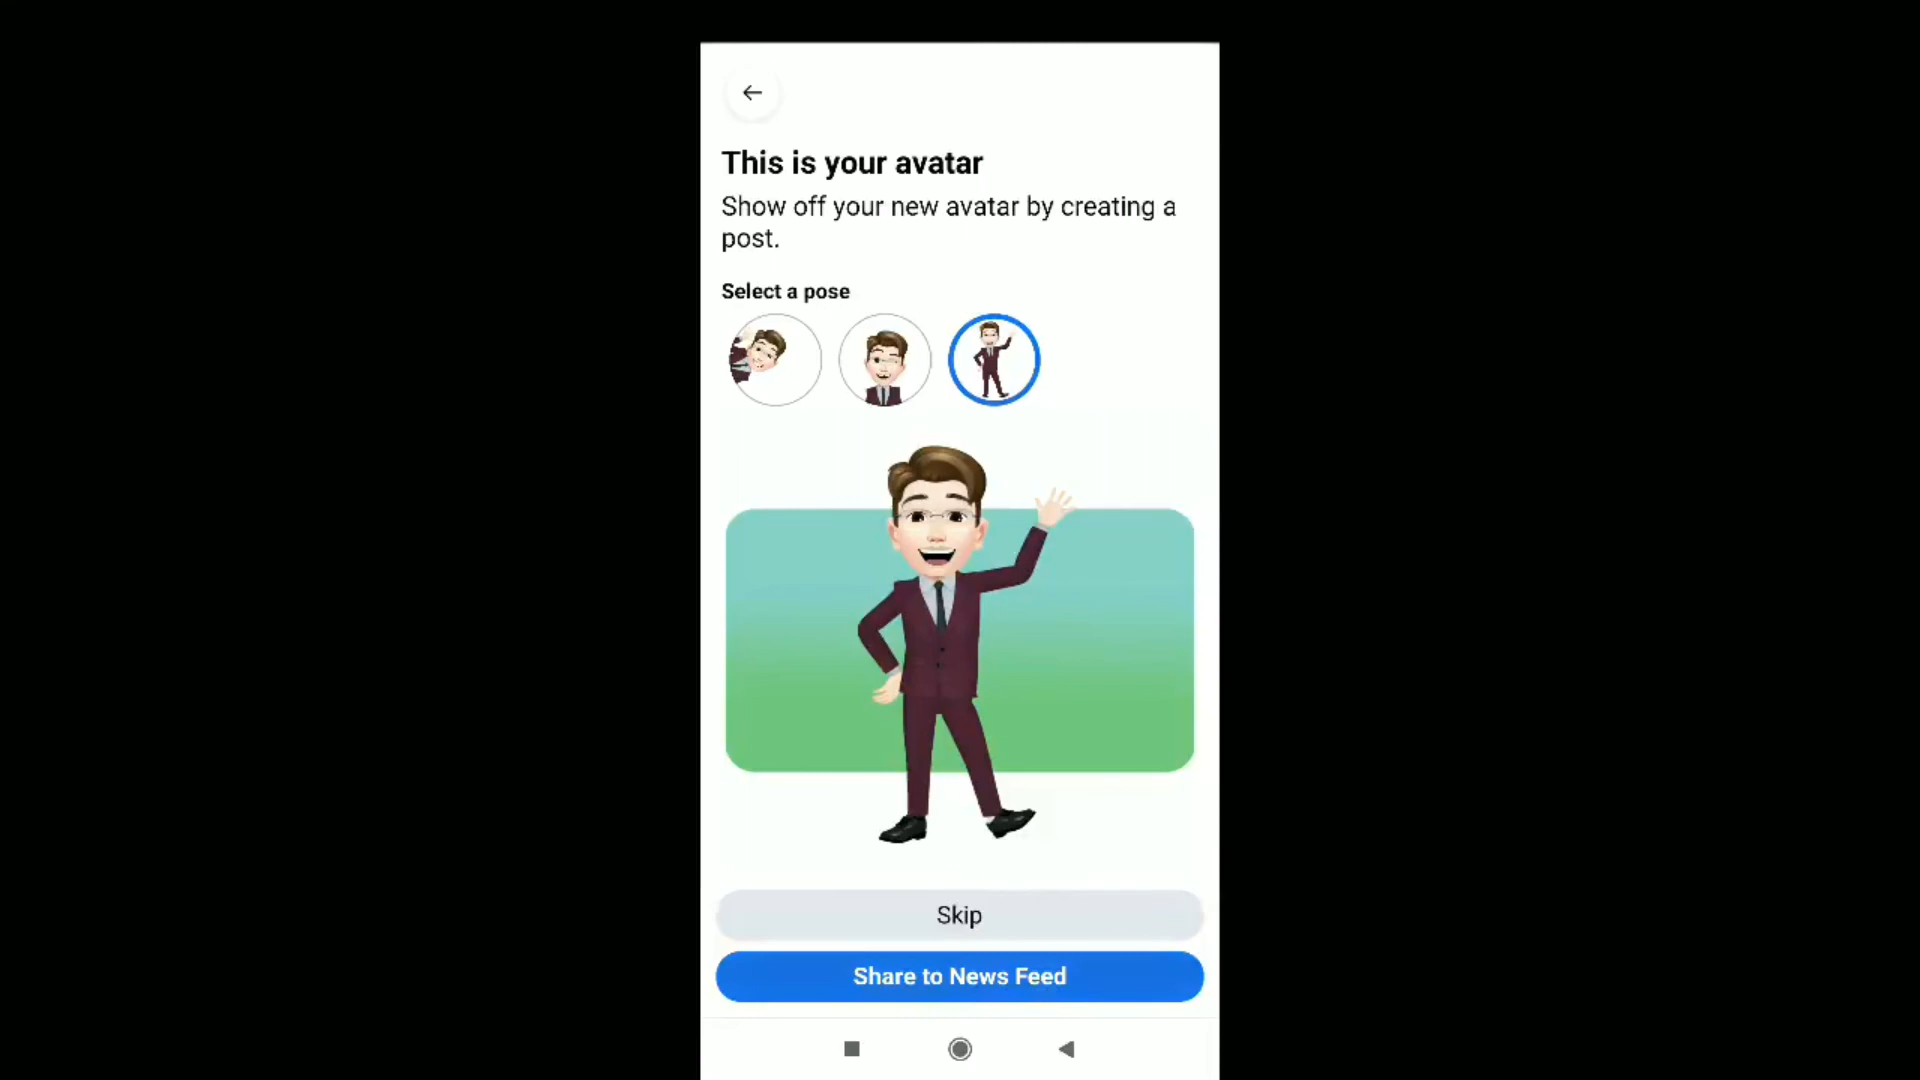 This is your avatar
Show off your new avatar by creating a
post.
Select a pose
Skip
Share to News Feed